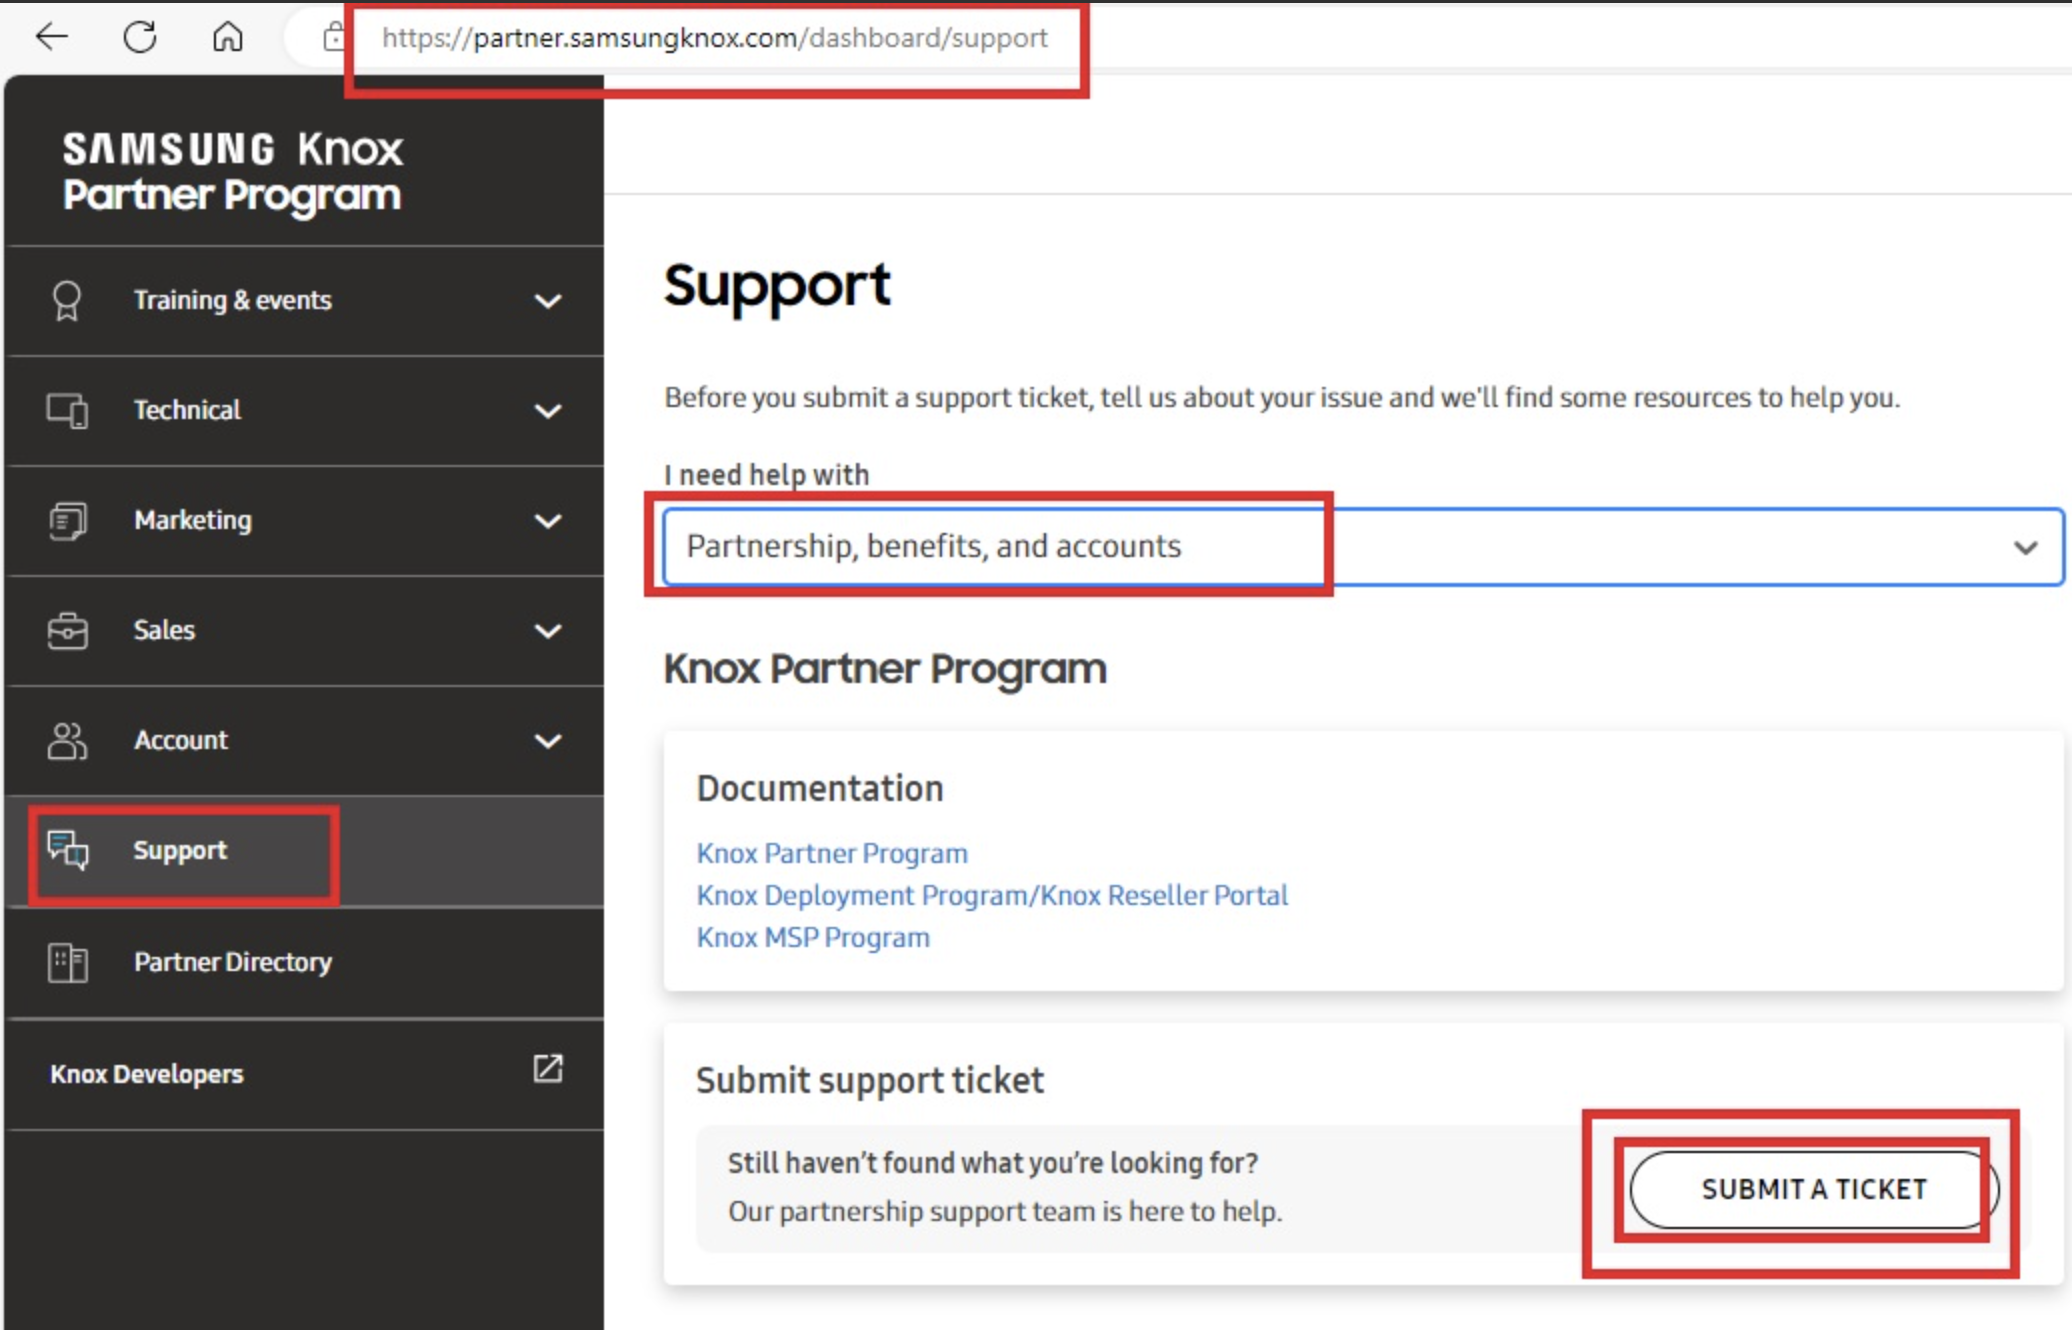 https://partner.samsungknox.com/dashboard/support
SAMSUNG Knox
Partner Program
Training & events
Technical
Marketing
Sales
Account
Support
Partner Directory
Knox Developers
Support
Before you submit a support ticket, tell us about your issue and we'll find some resources to help you.
I need help with
Partnership, benefits, and accounts
Knox Partner Program
Documentation
Knox Partner Program
Knox Deployment Program/Knox Reseller Portal
Knox MSP Program
Submit support ticket
Still haven’t found what you’re looking for?
Our partnership support team is here to help.
SUBMIT A TICKET